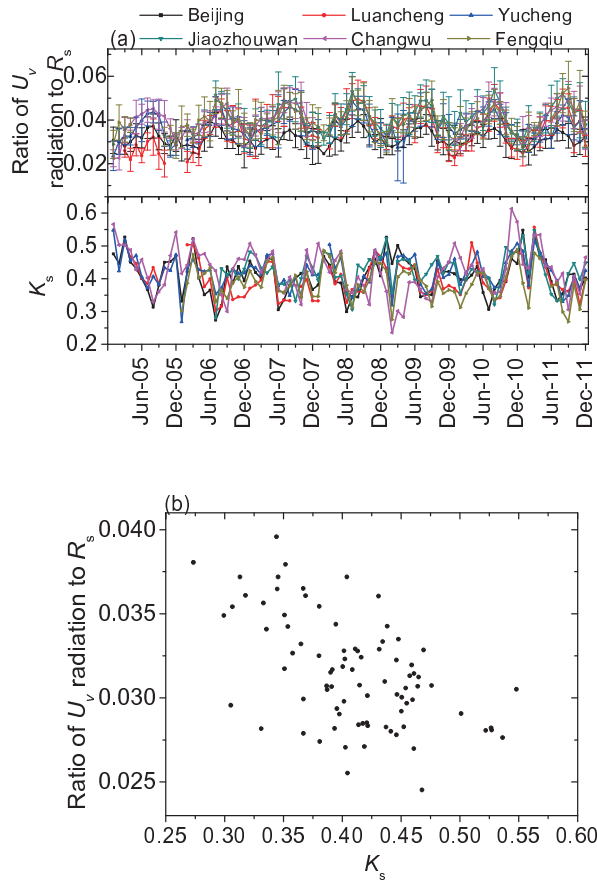 Beijing Luancheng Yucheng
Jiaozhouwan Changwu Fengqiu
(a)
Ratio of Uv
radiation to Rs
0.06
0.04
0.02
Ks
0.6
0.5
0.4
0.3
0.2
Jun-05 Dec-05 Jun-06 Dec-06 Jun-07 Dec-07 Jun-08 Dec-08 Jun-09 Dec-09 Jun-10 Dec-10 Jun-11 Dec-11
(b)
Ratio of Uv radiation to Rs
0.040
0.035
0.030
0.025
0.25 0.30 0.35 0.40 0.45 0.50 0.55 0.60
Ks